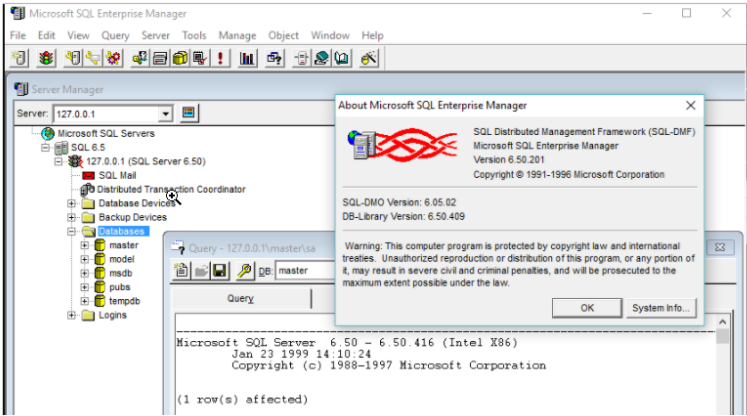 Microsoft SQL Enterprise Manager
File Edit View Query Server Tools Manage Object Window Help
Server Manager
Server: 127.0.0.1
Microsoft SQL Servers
SQL 6.5
127.0.0.1 (SQL Server 6.50)
SQL Mail
Distributed Transaction Coordinator
Database Devices
Backup Devices
Databases
master
model
msdb
pubs
tempdb
Logins
About Microsoft SQL Enterprise Manager
SQL Distributed Management Framework (SQL-DMF)
Microsoft SQL Enterprise Manager
Version 6.50.201
Copyright © 1991-1996 Microsoft Corporation
SQL-DMO Version: 6.05.02
DB-Library Version: 6.50.409
Warning: This computer program is protected by copyright law and international
treaties. Unauthorized reproduction or distribution of this program, or any portion of
it, may result in severe civil and criminal penalties, and will be prosecuted to the
maximum extent possible under the law.
OK System Info...
Query - 127.0.0.1\master\sa
DB: master
Query
Microsoft SQL Server 6.50 - 6.50.416 (Intel X86)
Jan 23 1999 14:10:24
Copyright (c) 1988-1997 Microsoft Corporation
(1 row(s) affected)